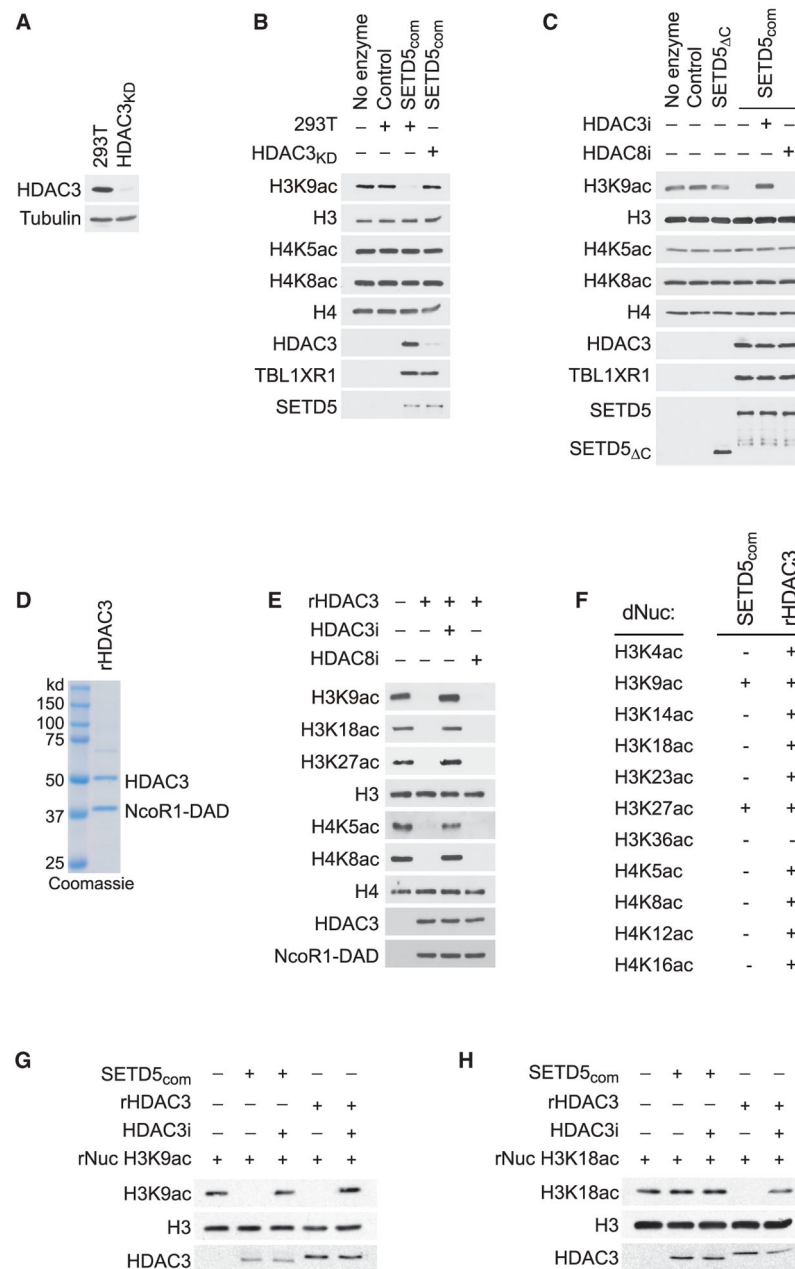 A
293T
HDAC3KD
HDAC3
Tubulin
B
No enzyme
Control
SETD5com
SETD5com
293T – + + –
HDAC3KD – – – +
H3K9ac
H3
H4K5ac
H4K8ac
H4
HDAC3
TBL1XR1
SETD5
C
No enzyme
Control
SETD5ΔC
SETD5com
HDAC3i – – – – + –
HDAC8i – – – – – +
H3K9ac
H3
H4K5ac
H4K8ac
H4
HDAC3
TBL1XR1
SETD5
SETD5ΔC
D
rHDAC3
kd
150
100
75
50
37
25
HDAC3
NcoR1-DAD
Coomassie
E
rHDAC3 – + + +
HDAC3i – – + –
HDAC8i – – – +
H3K9ac
H3K18ac
H3K27ac
H3
H4K5ac
H4K8ac
H4
HDAC3
NcoR1-DAD
F
dNuc:
SETD5com
rHDAC3
H3K4ac - +
H3K9ac + +
H3K14ac - +
H3K18ac - +
H3K23ac - +
H3K27ac + +
H3K36ac - -
H4K5ac - +
H4K8ac - +
H4K12ac - +
H4K16ac - +
G
SETD5com – + + – –
rHDAC3 – – – + +
HDAC3i – – + – +
rNuc H3K9ac + + + + +
H3K9ac
H3
HDAC3
H
SETD5com – + + – –
rHDAC3 – – – + +
HDAC3i – – + – +
rNuc H3K18ac + + + + +
H3K18ac
H3
HDAC3